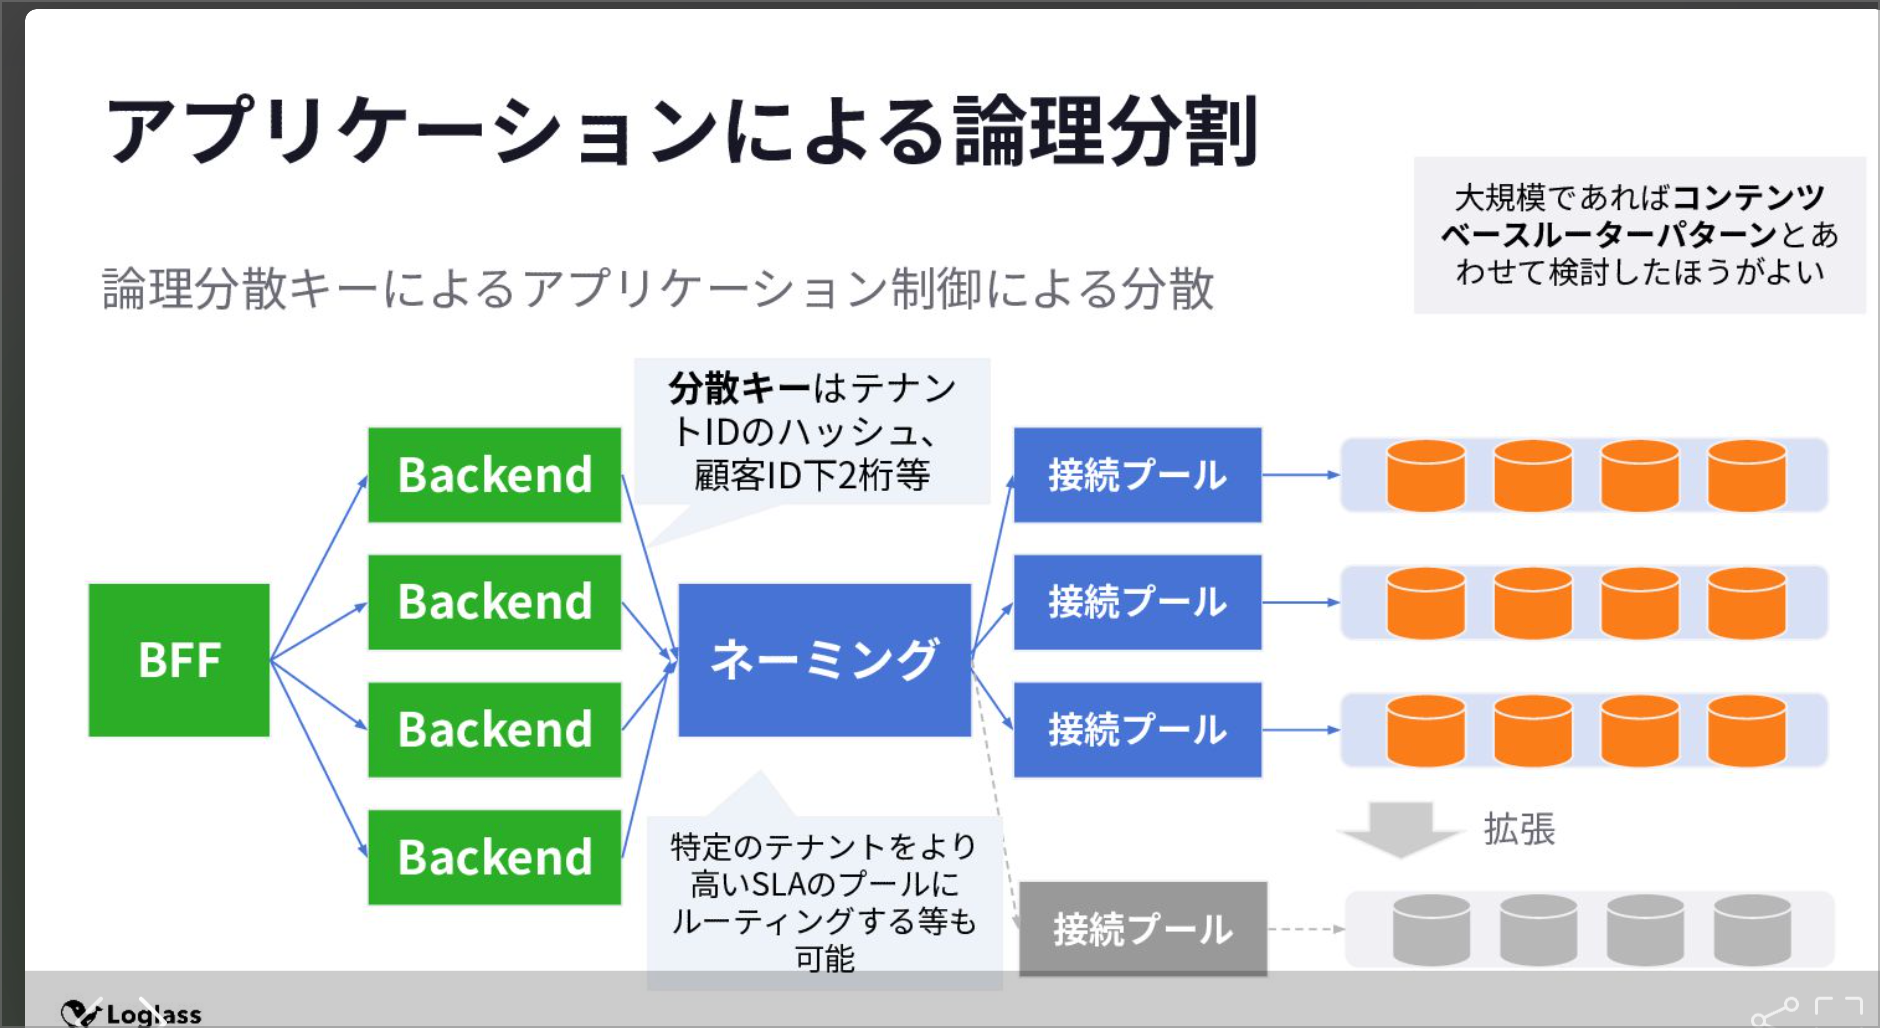 アプリケーションによる論理分割
大規模であればコンテンツ
ベースルーターパターンとあ
わせて検討したほうがよい
論理分散キーによるアプリケーション制御による分散
分散キーはテナン
トIDのハッシュ、
顧客ID下2桁等
Backend
接続プール
Backend
接続プール
BFF
ネーミング
Backend
接続プール
拡張
Backend
特定のテナントをより
高いSLAのプールに
ルーティングする等も
可能
接続プール
Loglass